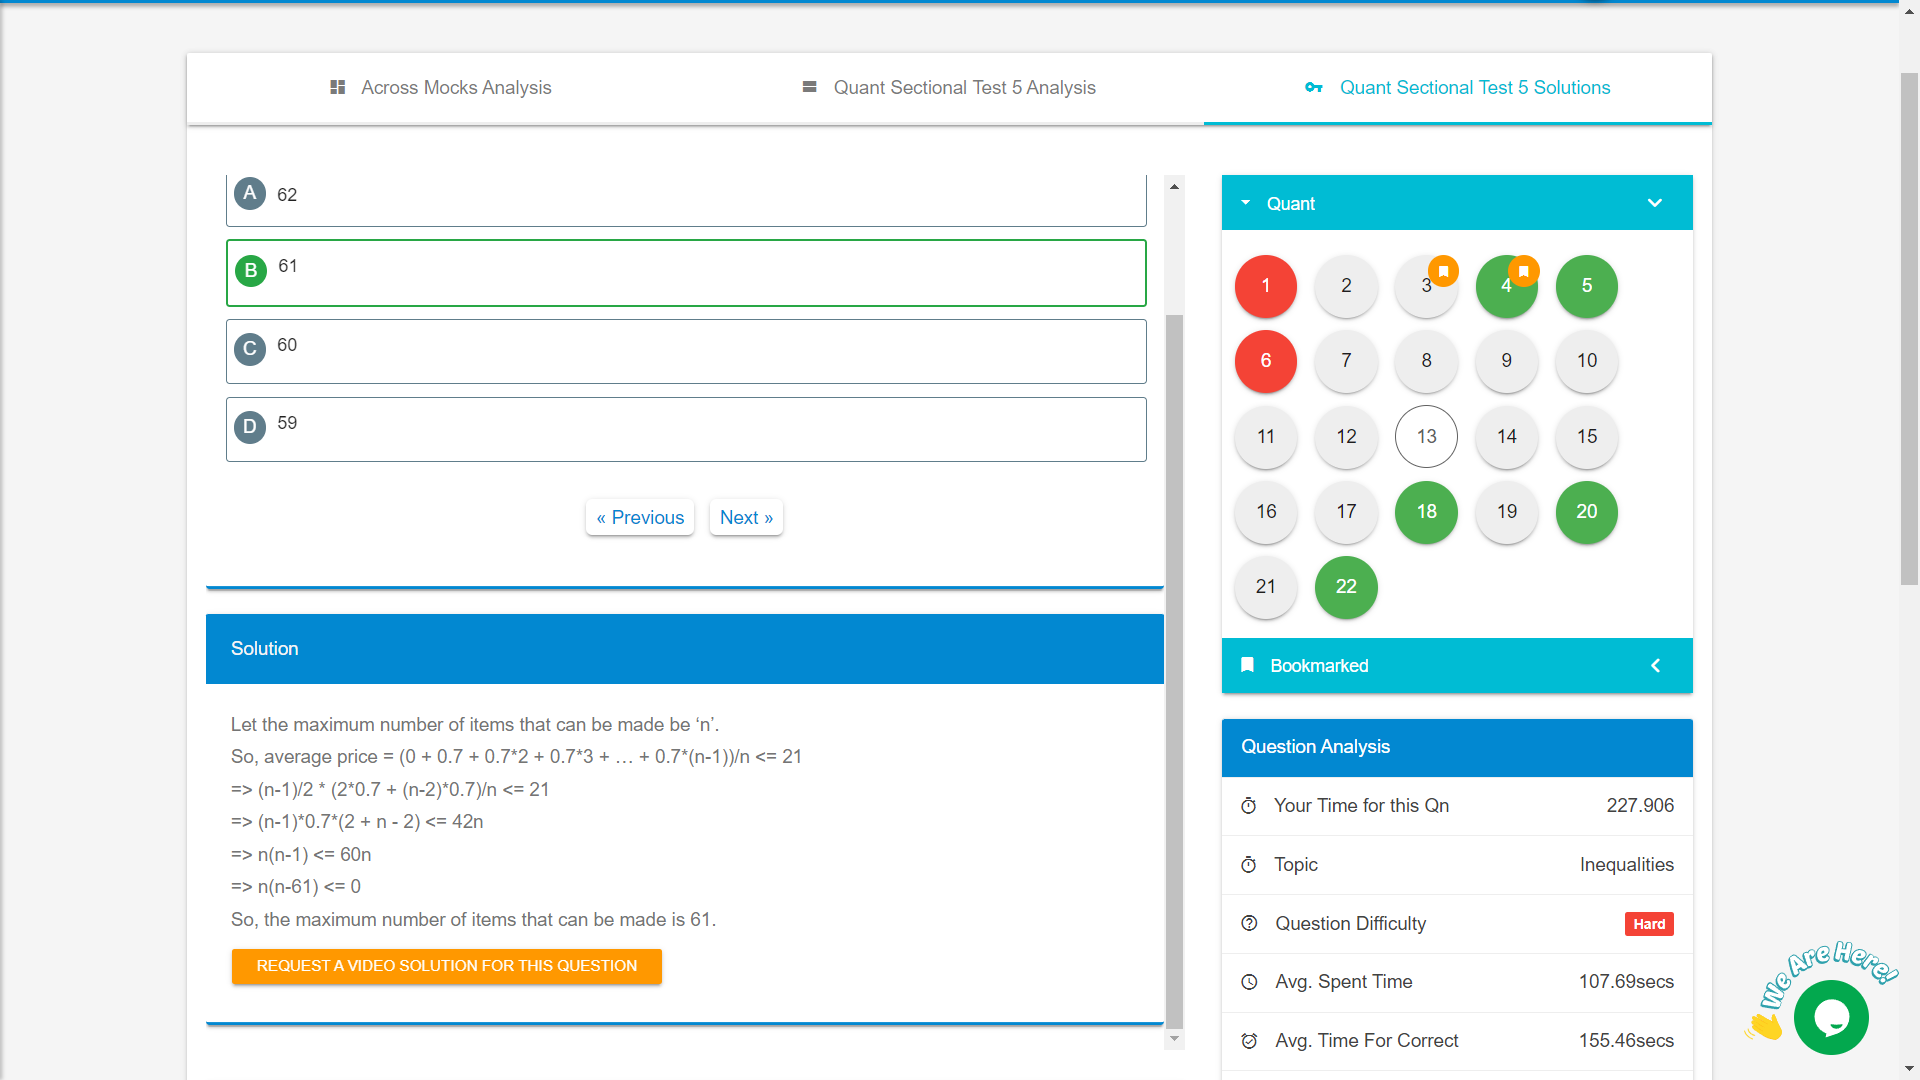 Across Mocks Analysis
Quant Sectional Test 5 Analysis
Quant Sectional Test 5 Solutions
A 62
B 61
C 60
D 59
« Previous
Next »
Solution
Let the maximum number of items that can be made be ‘n’.
So, average price = (0 + 0.7 + 0.7*2 + 0.7*3 + … + 0.7*(n-1))/n <= 21
=> (n-1)/2 * (2*0.7 + (n-2)*0.7)/n <= 21
=> (n-1)*0.7*(2 + n - 2) <= 42n
=> n(n-1) <= 60n
=> n(n-61) <= 0
So, the maximum number of items that can be made is 61.
REQUEST A VIDEO SOLUTION FOR THIS QUESTION
Quant
1 2 3 4 5
6 7 8 9 10
11 12 13 14 15
16 17 18 19 20
21 22
Bookmarked
Question Analysis
Your Time for this Qn 227.906
Topic Inequalities
Question Difficulty Hard
Avg. Spent Time 107.69secs
Avg. Time For Correct 155.46secs
We Are Here!